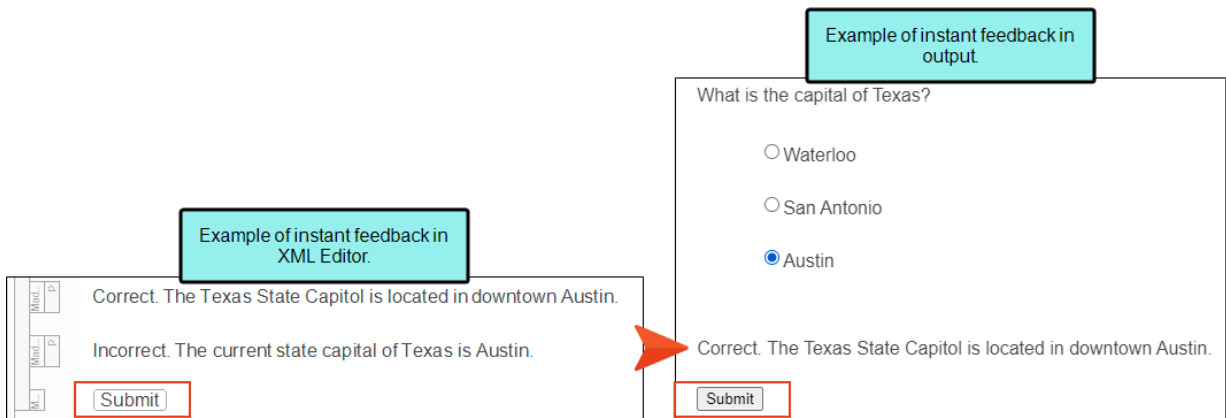 Example of instant feedback in
XML Editor.
Mad...
p
Correct. The Texas State Capitol is located in downtown Austin.
Mad...
p
Incorrect. The current state capital of Texas is Austin.
M...
Submit
Example of instant feedback in
output.
What is the capital of Texas?
Waterloo
San Antonio
Austin
Correct. The Texas State Capitol is located in downtown Austin.
Submit